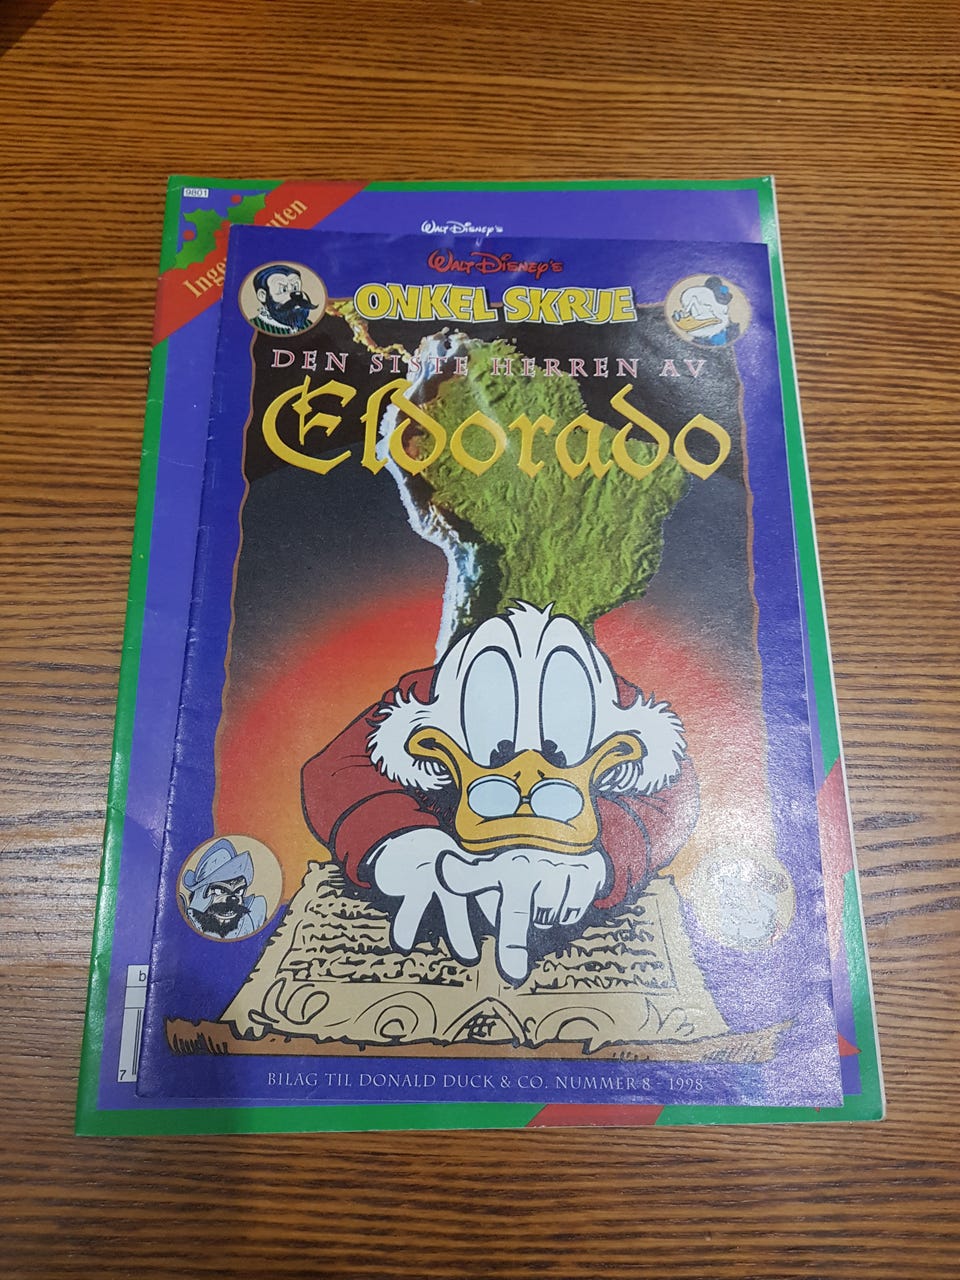 9801
Walt Disney's
Walt Disney's
ONKEL SKRUE
DEN SISTE HERREN AV
Eldorado
b
7
BILAG TIL DONALD DUCK & CO. NUMMER 8 - 1998